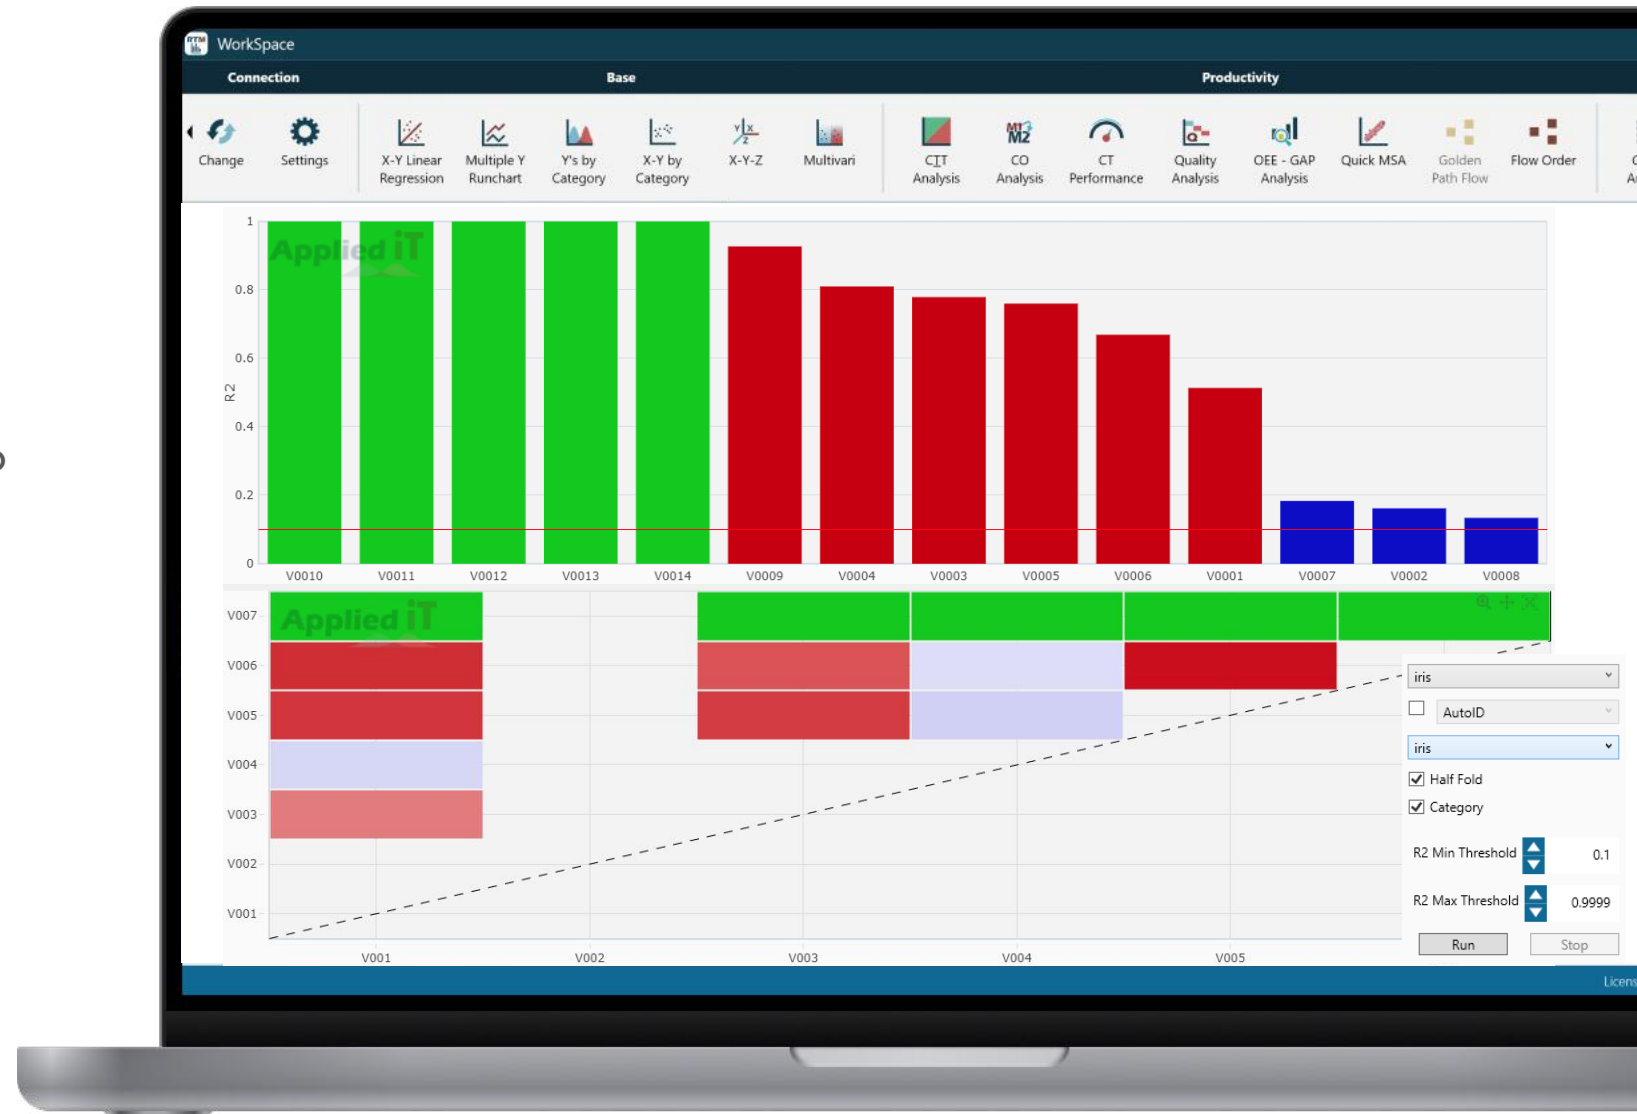 RTM
WorkSpace
Connection
Base
Productivity
Change
Settings
X-Y Linear
Regression
Multiple Y
Runchart
Y's by
Category
X-Y by
Category
Y X
Z
X-Y-Z
Multivari
CIT
Analysis
M1
M2
CO
Analysis
CT
Performance
Quality
Analysis
OEE - GAP
Analysis
Quick MSA
Golden
Path Flow
Flow Order
Applied iT
1
0.8
0.6
0.4
0.2
0
R2
V0010 V0011 V0012 V0013 V0014 V0009 V0004 V0003 V0005 V0006 V0001 V0007 V0002 V0008
Applied iT
V007
V006
V005
V004
V003
V002
V001
V001 V002 V003 V004 V005
iris
AutoID
iris
Half Fold
Category
R2 Min Threshold 0.1
R2 Max Threshold 0.9999
Run Stop
Licens